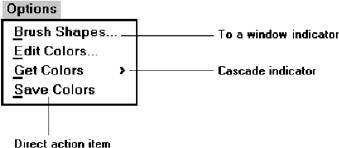 Options
Brush Shapes... To a window indicator
Edit Colors...
Get Colors > Cascade indicator
Save Colors
Direct action item